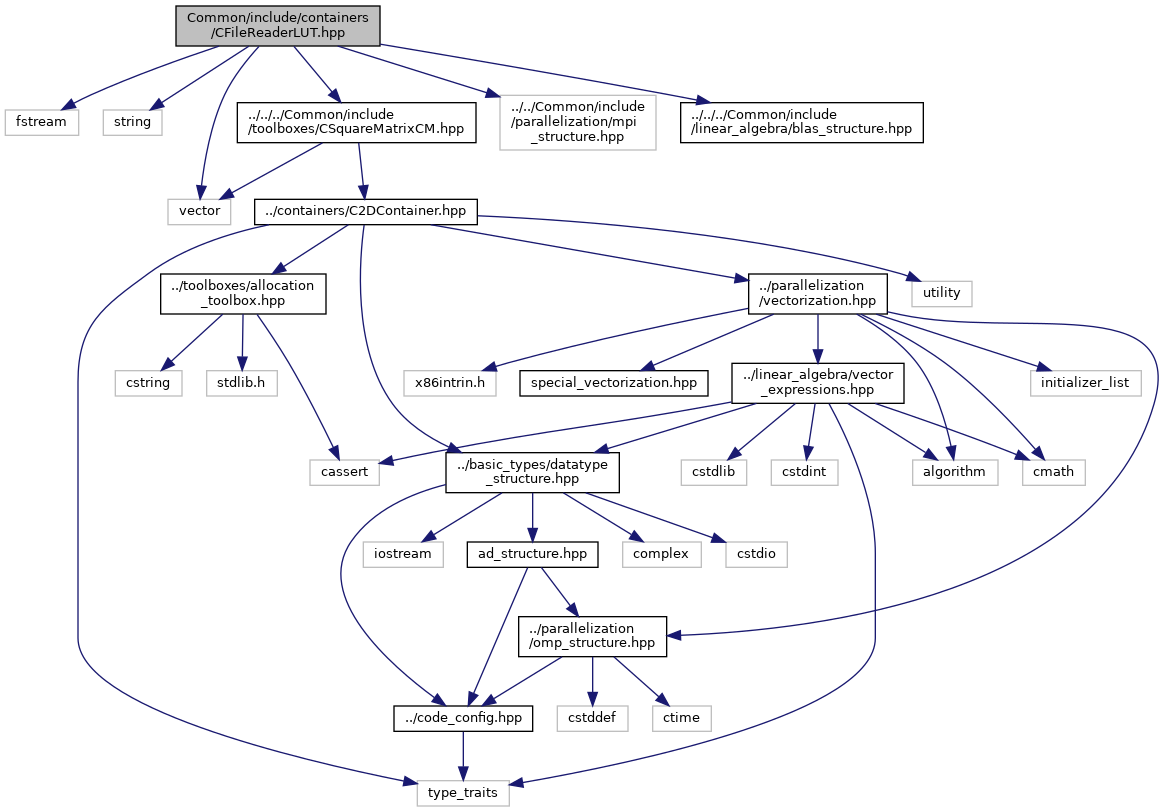 Common/include/containers
/CFileReaderLUT.hpp
fstream
string
../../../Common/include
/toolboxes/CSquareMatrixCM.hpp
../../Common/include
/parallelization/mpi
_structure.hpp
../../../Common/include
/linear_algebra/blas_structure.hpp
vector
../containers/C2DContainer.hpp
../toolboxes/allocation
_toolbox.hpp
../parallelization
/vectorization.hpp
utility
cstring
stdlib.h
x86intrin.h
special_vectorization.hpp
../linear_algebra/vector
_expressions.hpp
initializer_list
cassert
../basic_types/datatype
_structure.hpp
cstdlib
cstdint
algorithm
cmath
iostream
ad_structure.hpp
complex
cstdio
../parallelization
/omp_structure.hpp
../code_config.hpp
cstddef
ctime
type_traits